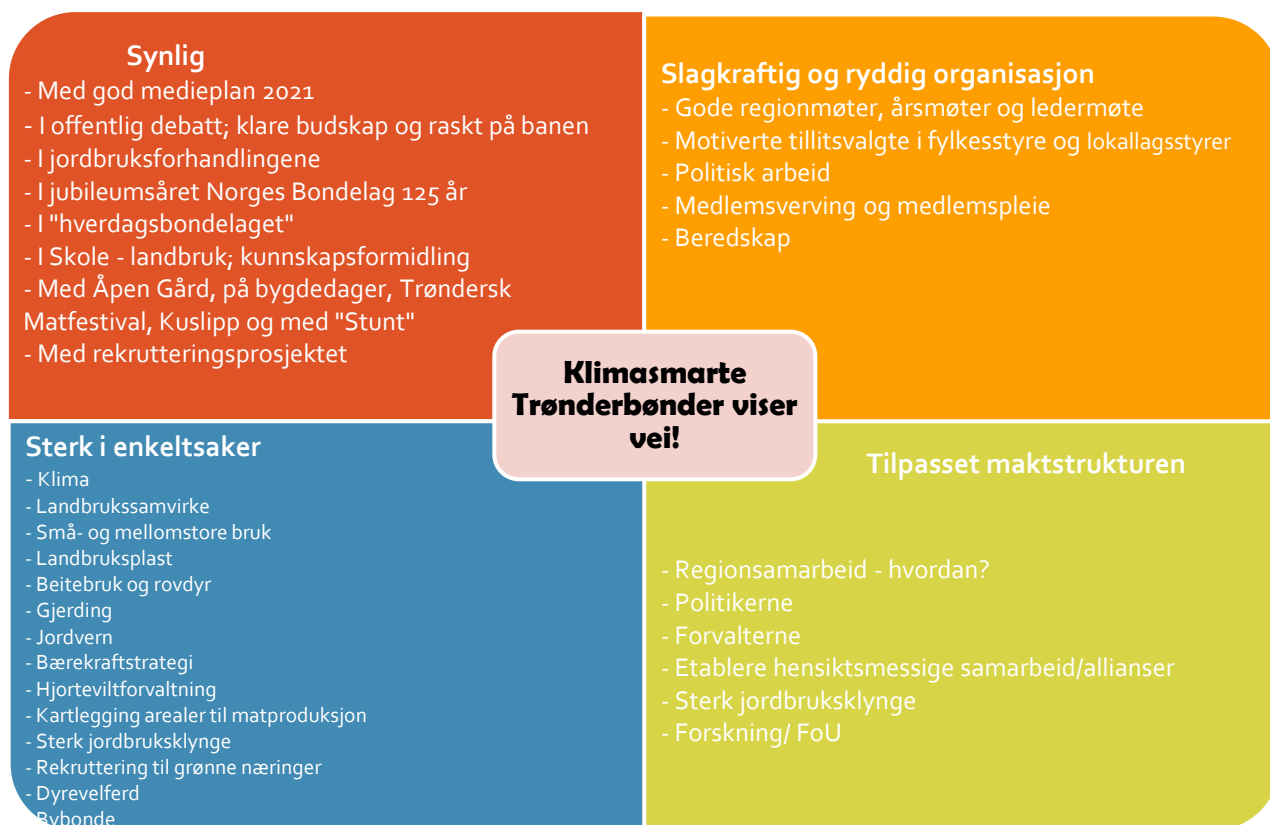 Synlig
- Med god medieplan 2021
- I offentlig debatt; klare budskap og raskt på banen
- I jordbruksforhandlingene
- I jubileumsåret Norges Bondelag 125 år
- I "hverdagsbondelaget"
- I Skole - landbruk; kunnskapsformidling
- Med Åpen Gård, på bygdedager, Trøndersk
Matfestival, Kuslipp og med "Stunt"
- Med rekrutteringsprosjektet
Slagkraftig og ryddig organisasjon
- Gode regionmøter, årsmøter og ledermøte
- Motiverte tillitsvalgte i fylkesstyre og lokallagsstyrer
- Politisk arbeid
- Medlemsverving og medlemspleie
- Beredskap
Klimasmarte
Trønderbønder viser
vei!
Sterk i enkeltsaker
- Klima
- Landbrukssamvirke
- Små- og mellomstore bruk
- Landbruksplast
- Beitebruk og rovdyr
- Gjerding
- Jordvern
- Bærekraftstrategi
- Hjorteviltforvaltning
- Kartlegging arealer til matproduksjon
- Sterk jordbruksklynge
- Rekruttering til grønne næringer
- Dyrevelferd
- Bybonde
Tilpasset maktstrukturen
- Regionsamarbeid - hvordan?
- Politikerne
- Forvalterne
- Etablere hensiktsmessige samarbeid/allianser
- Sterk jordbruksklynge
- Forskning/ FoU